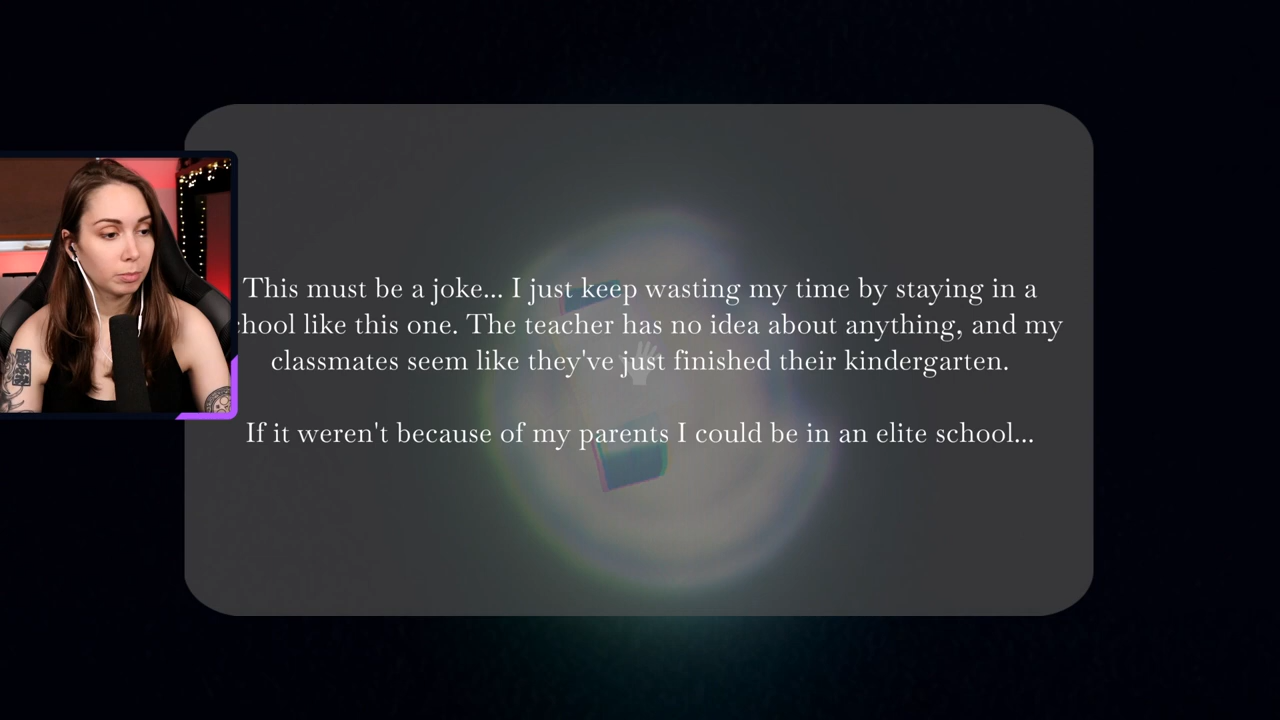 This must be a joke... I just keep wasting my time by staying in a
hool like this one. The teacher has no idea about anything, and my
classmates seem like they've just finished their kindergarten.
If it weren't because of my parents I could be in an elite school...